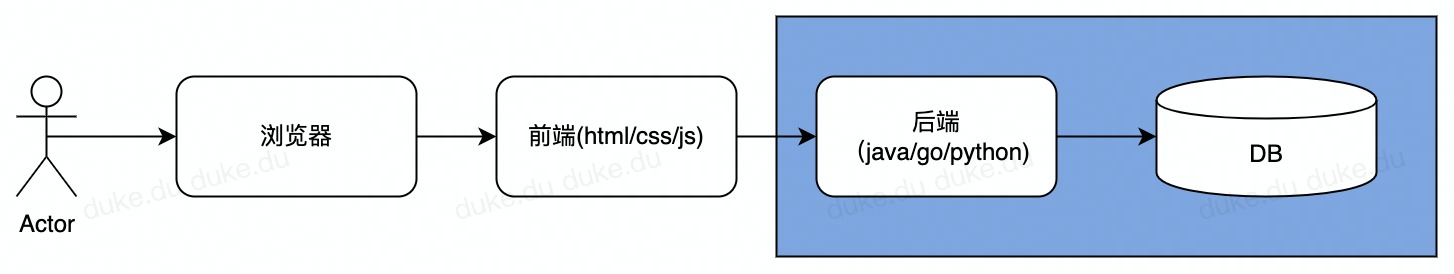 浏览器
前端(html/css/js)
后端
（java/go/python)
DB
Actor
duke.du duke.du
duke.du duke.du
duke.du duke.du
duke.du duke.du